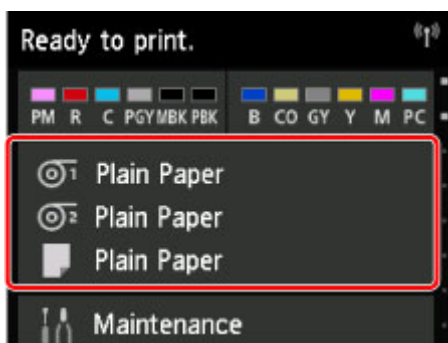 Ready to print.
PM R C PGY MBK PBK B CO GY Y M PC
1 Plain Paper
2 Plain Paper
Plain Paper
Maintenance